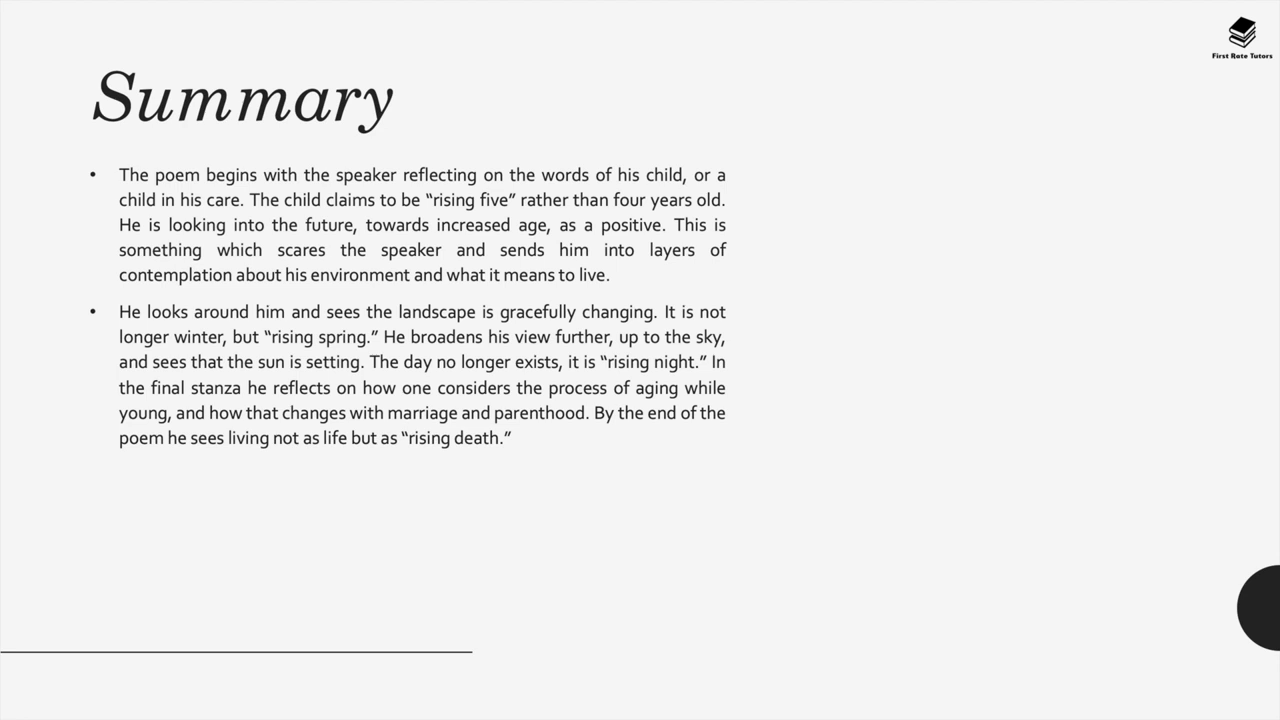 First Rate Tutors
Summary
• The poem begins with the speaker reflecting on the words of his child, or a
child in his care. The child claims to be “rising five” rather than four years old.
He is looking into the future, towards increased age, as a positive. This is
something which scares the speaker and sends him into layers of
contemplation about his environment and what it means to live.
• He looks around him and sees the landscape is gracefully changing. It is not
longer winter, but “rising spring.” He broadens his view further, up to the sky,
and sees that the sun is setting. The day no longer exists, it is “rising night.” In
the final stanza he reflects on how one considers the process of aging while
young, and how that changes with marriage and parenthood. By the end of the
poem he sees living not as life but as “rising death.”